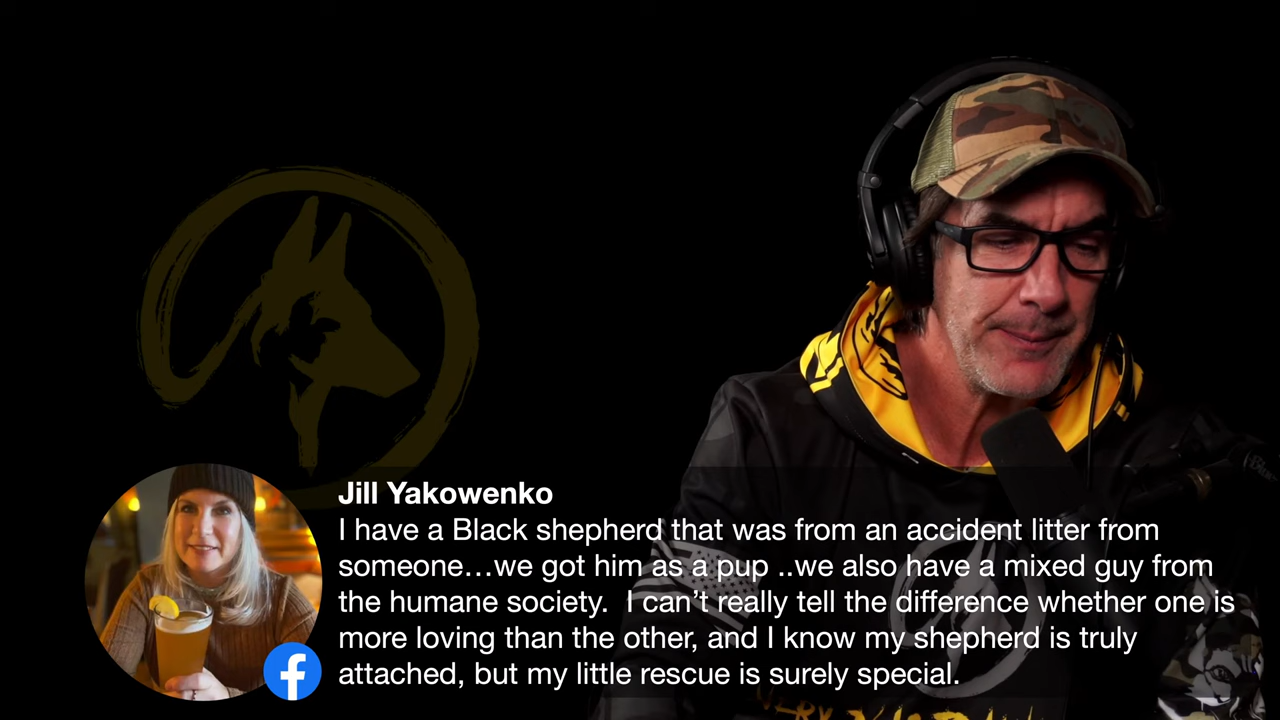 Jill Yakowenko
I have a Black shepherd that was from an accident litter from
someone…we got him as a pup ..we also have a mixed guy from
the humane society.  I can’t really tell the difference whether one is
more loving than the other, and I know my shepherd is truly
attached, but my little rescue is surely special.